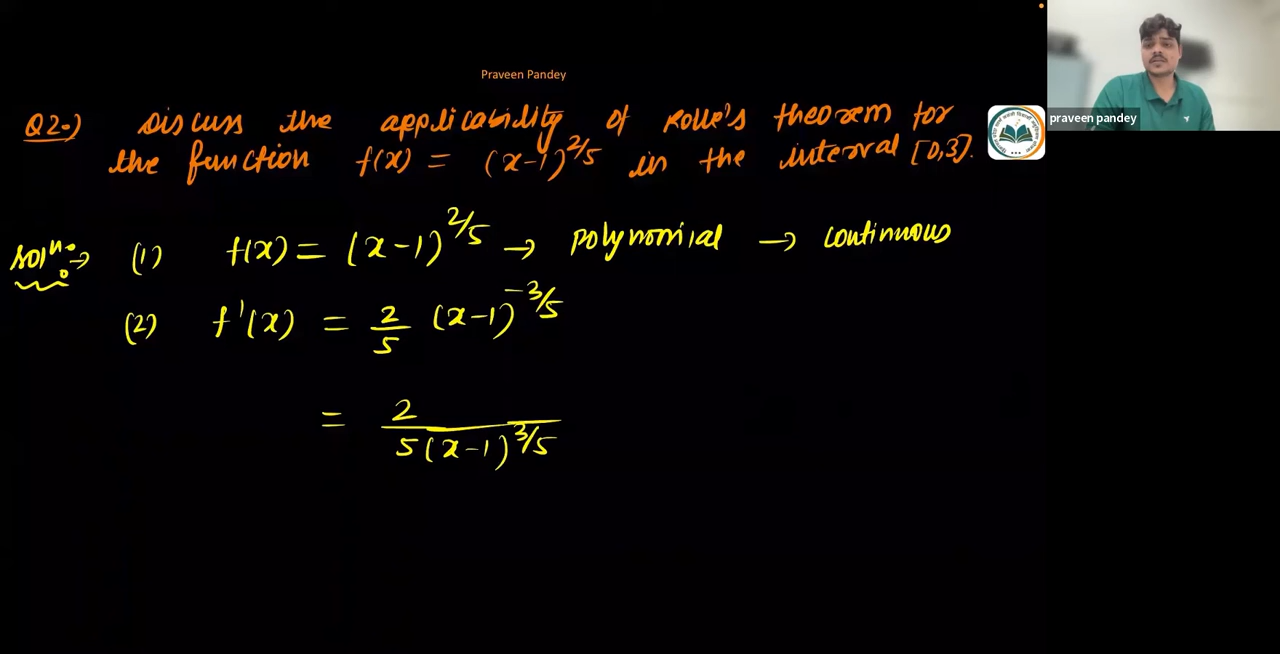 Praveen Pandey
praveen pandey
Q2.) Discuss the applicability of Rolle's theorem for
the function f(x) = (x-1)^2/5 in the interval [0,3].
Solⁿ: → (1) f(x) = (x-1)^2/5 → polynomial → continuous
(2) f'(x) = 2/5 (x-1)^-3/5
= 2/5(x-1)^3/5